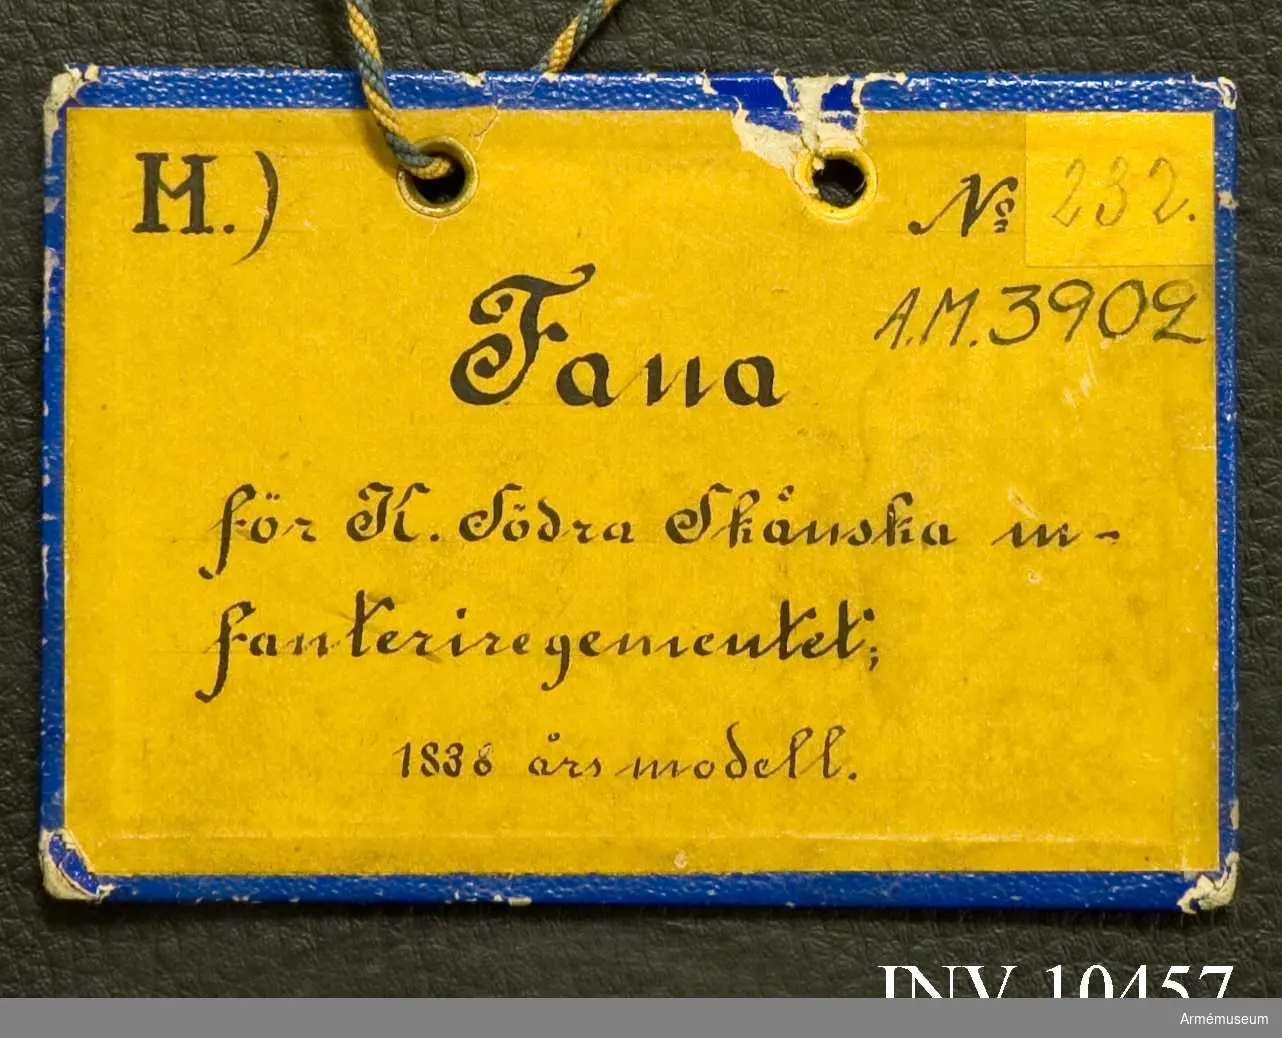 H.)
No 232.
A.M. 3902
Fana
för K. Södra Skånska in-
fanteriregementet;
1838 års modell.
INV 10457
Armémuseum